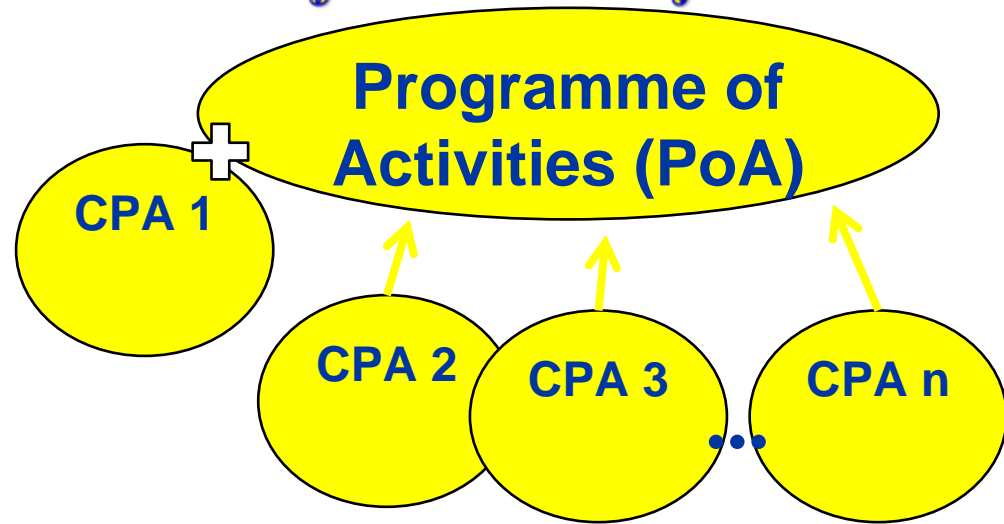 Programme of
Activities (PoA)
CPA 1
CPA 2
CPA 3
CPA n
...